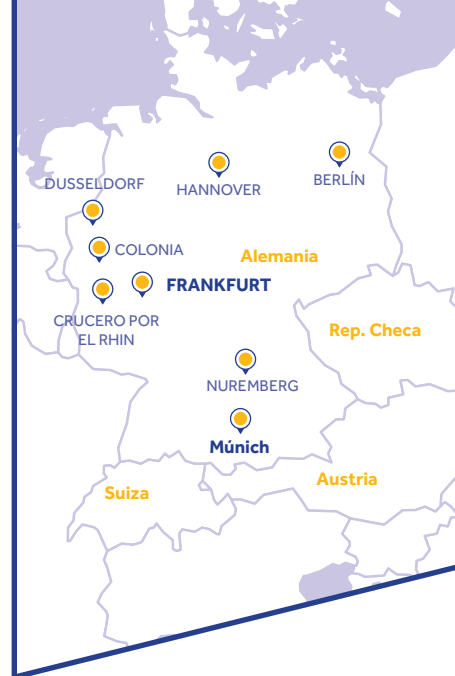 BERLÍN
DUSSELDORF
HANNOVER
COLONIA
Alemania
FRANKFURT
CRUCERO POR
EL RHIN
Rep. Checa
NUREMBERG
Múnich
Austria
Suiza